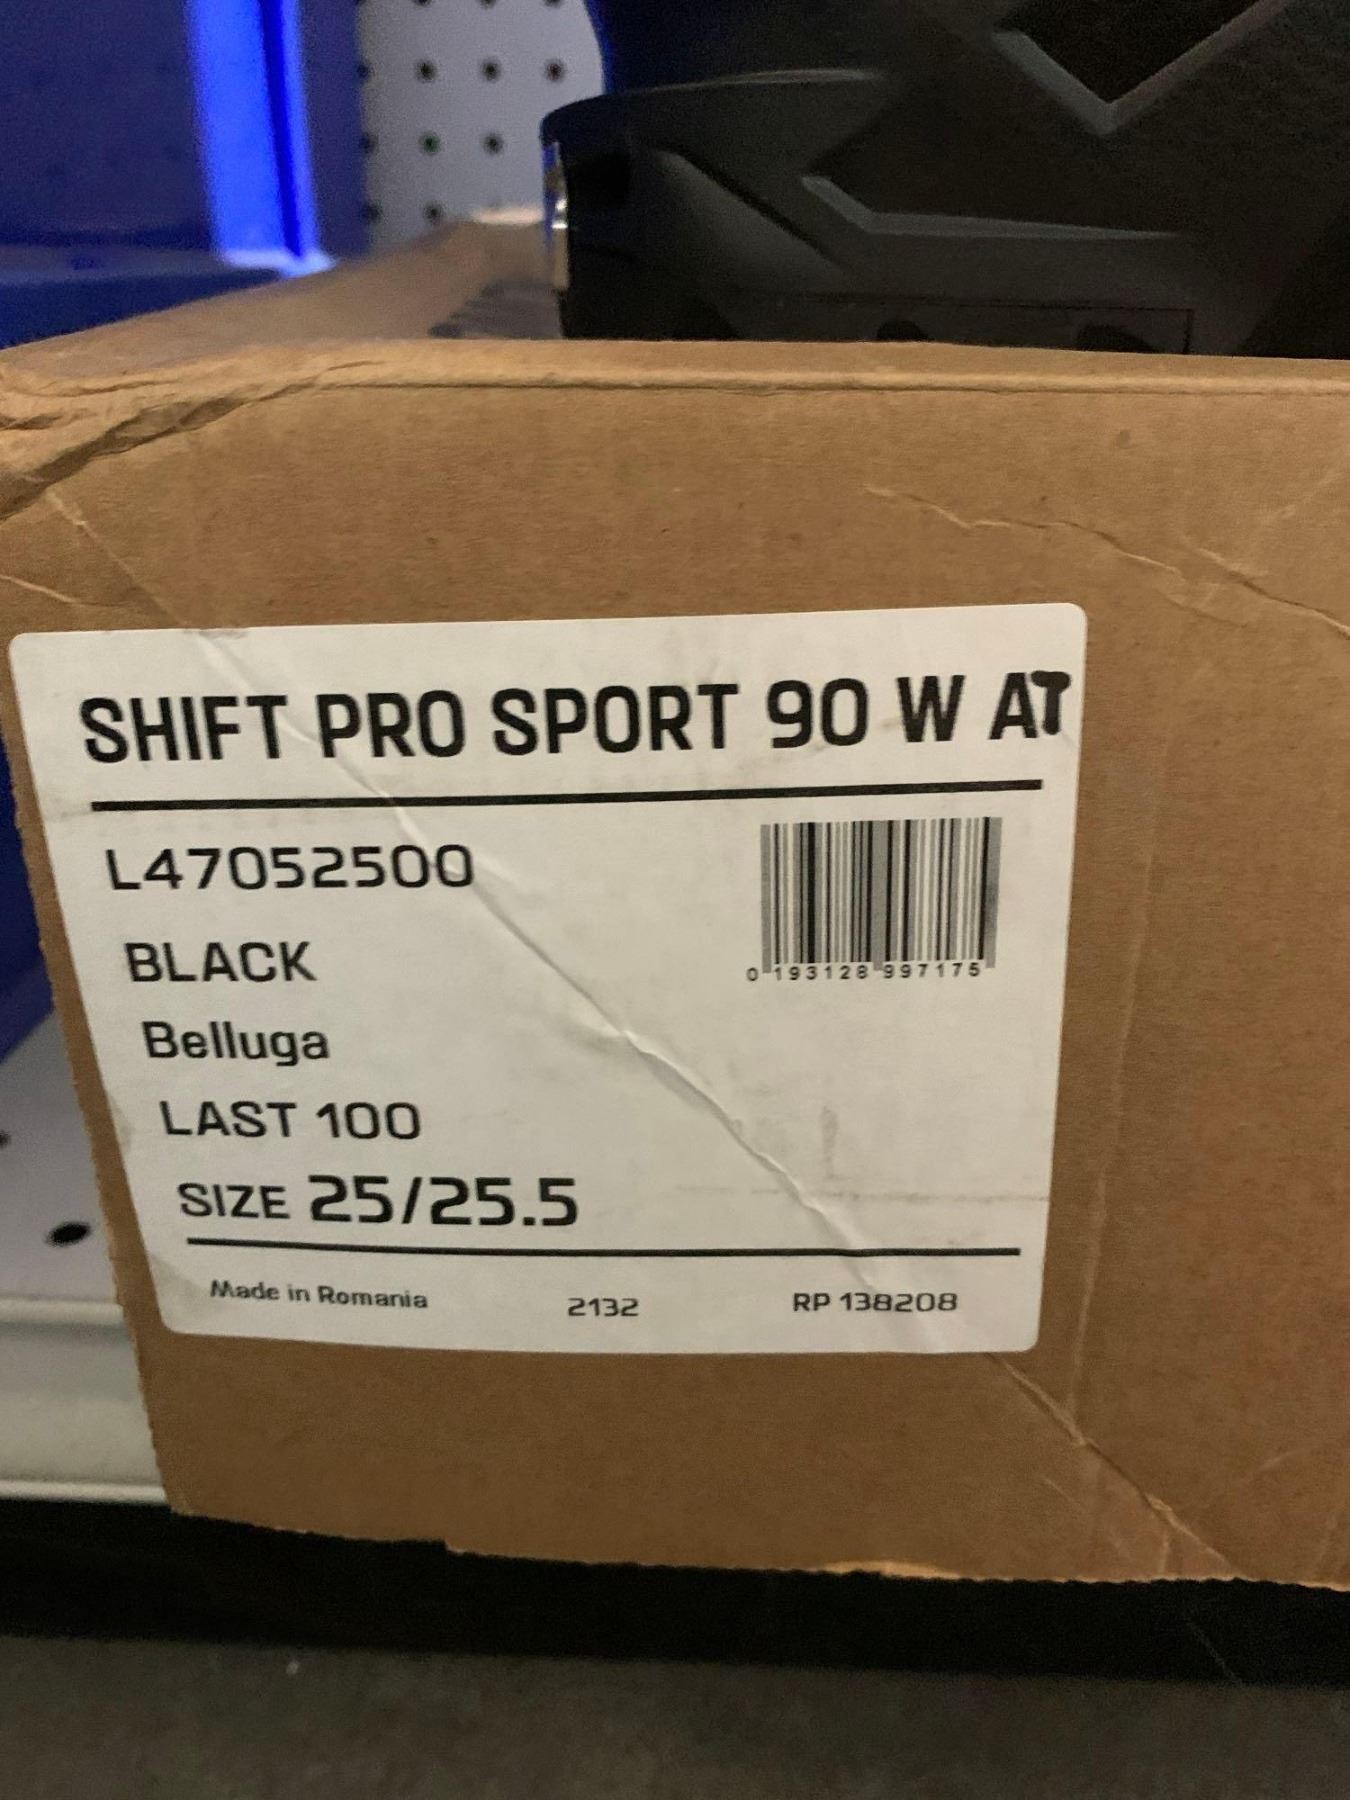 SHIFT PRO SPORT 90 W AT
L47052500
BLACK
0 193128 997175
Belluga
LAST 100
SIZE 25/25.5
Made in Romania 2132 RP 138208